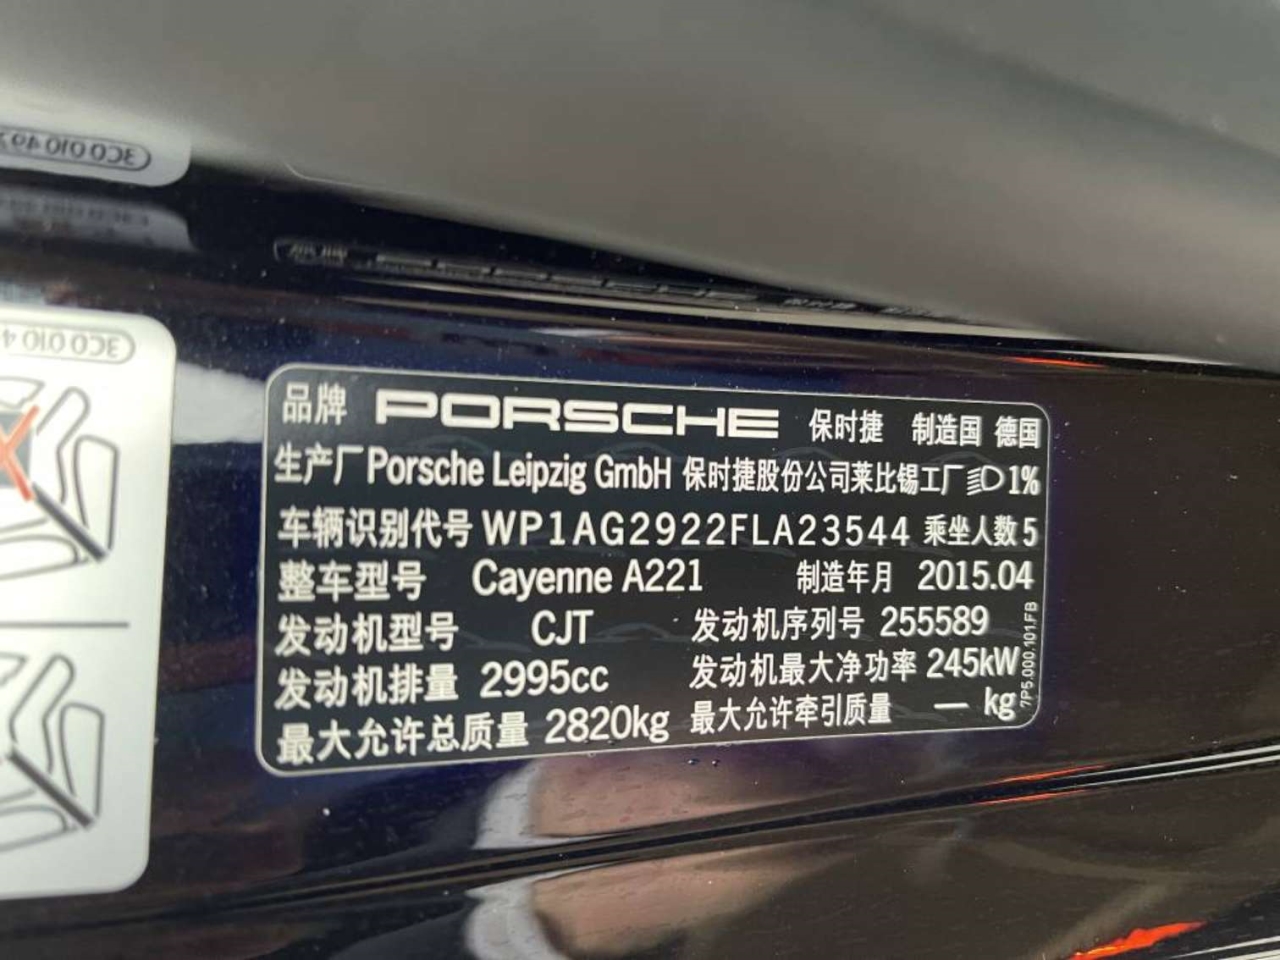 3C0 010 49
3C0 010 4
品牌 PORSCHE 保时捷 制造国 德国
生产厂 Porsche Leipzig GmbH 保时捷股份公司莱比锡工厂 1%
车辆识别代号 WP1AG2922FLA23544 乘坐人数 5
整车型号 Cayenne A221 制造年月 2015.04
发动机型号 CJT 发动机序列号 255589
发动机排量 2995cc 发动机最大净功率 245kW
最大允许总质量 2820kg 最大允许牵引质量 — kg
7P5.000.101.FB